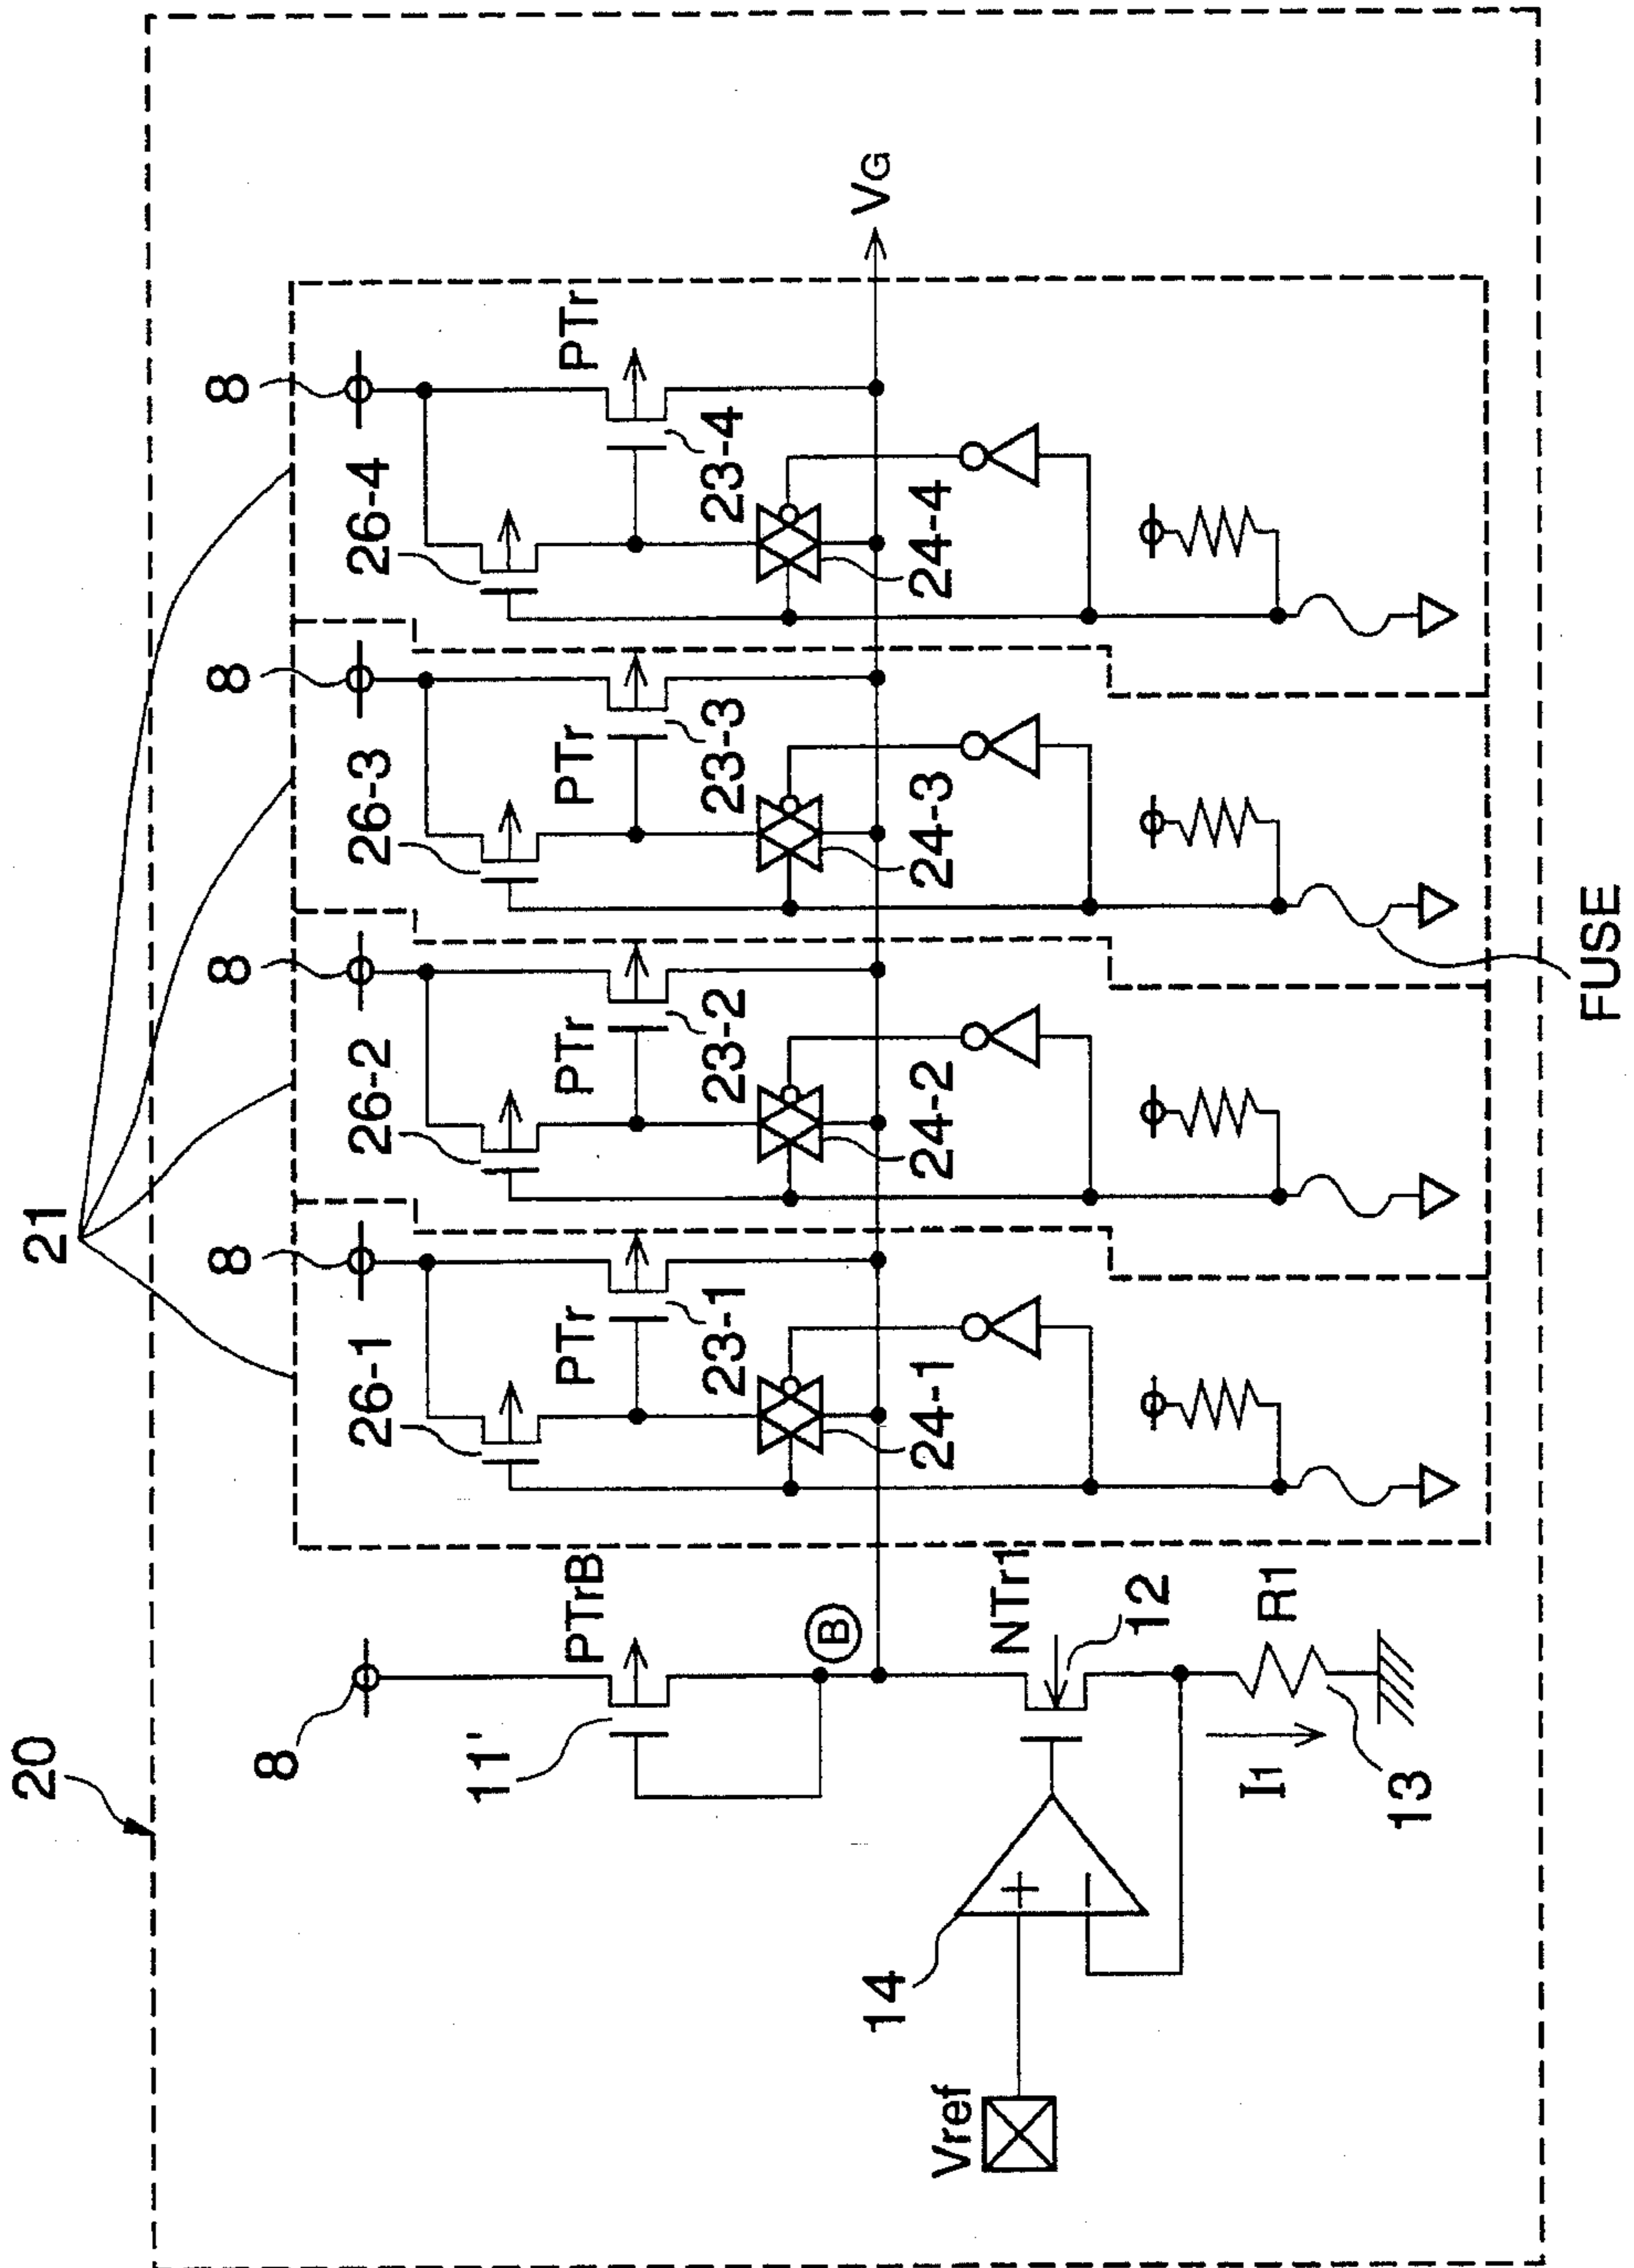 20
21
8
8
8
8
8
26-1
26-2
26-3
26-4
PTrB
11'
PTr
23-1
PTr
23-2
PTr
23-3
PTr
23-4
B
VG
24-1
24-2
24-3
24-4
Vref
14
+
−
NTr1
12
I1
R1
13
FUSE